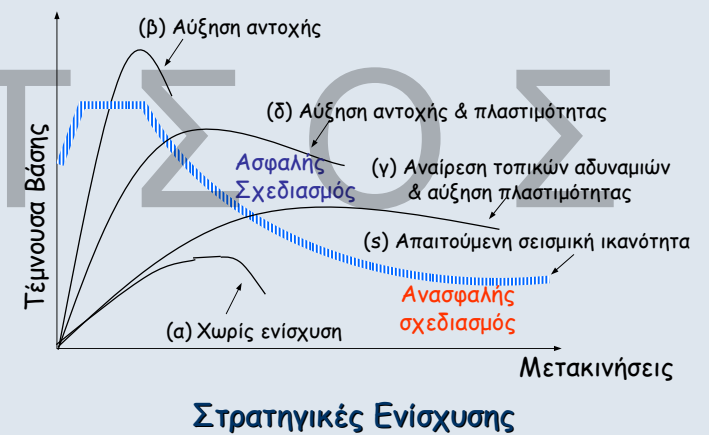 (β) Αύξηση αντοχής
ΤΣΟΣ
(δ) Αύξηση αντοχής & πλαστιμότητας
Τέμνουσα Βάσης
Ασφαλής
Σχεδιασμός
(γ) Αναίρεση τοπικών αδυναμιών
& αύξηση πλαστιμότητας
(s) Απαιτούμενη σεισμική ικανότητα
Ανασφαλής
σχεδιασμός
(α) Χωρίς ενίσχυση
Μετακινήσεις
Στρατηγικές Ενίσχυσης